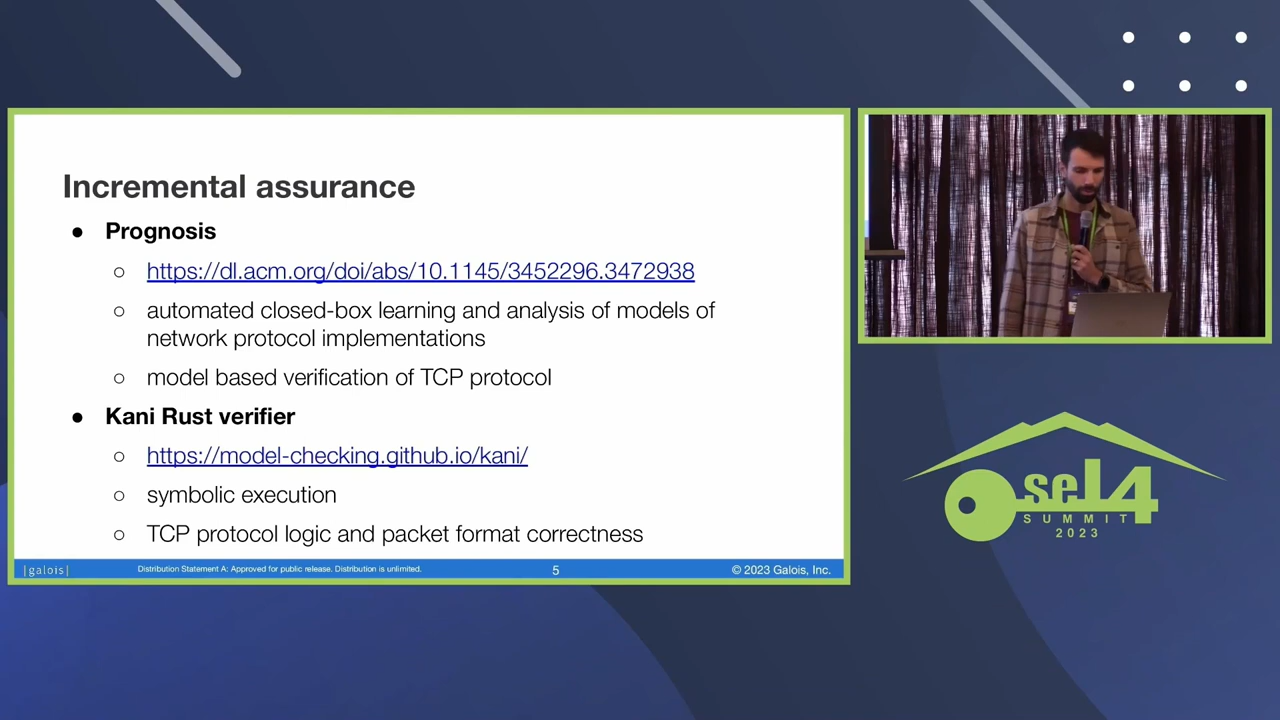 Incremental assurance
● Prognosis
○ https://dl.acm.org/doi/abs/10.1145/3452296.3472938
○ automated closed-box learning and analysis of models of
network protocol implementations
○ model based verification of TCP protocol
● Kani Rust verifier
○ https://model-checking.github.io/kani/
○ symbolic execution
○ TCP protocol logic and packet format correctness
|galois|
Distribution Statement A: Approved for public release. Distribution is unlimited.
5
© 2023 Galois, Inc.
seL4
SUMMIT
2023